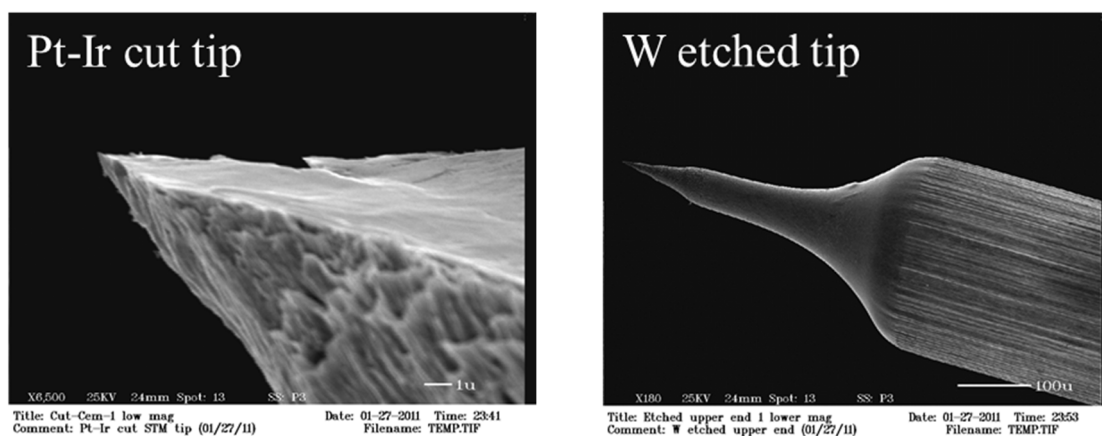 Pt-Ir cut tip
X6,500 25KV 24mm Spot: 13 SS: P3
1u
Title: Cut-Cem-1 low mag Date: 01-27-2011 Time: 23:41
Comment: Pt-Ir cut STM tip (01/27/11) Filename: TEMP.TIF
W etched tip
X180 25KV 24mm Spot: 13 SS: P3
100u
Title: Etched upper end 1 lower mag Date: 01-27-2011 Time: 23:53
Comment: W etched upper end (01/27/11) Filename: TEMP.TIF